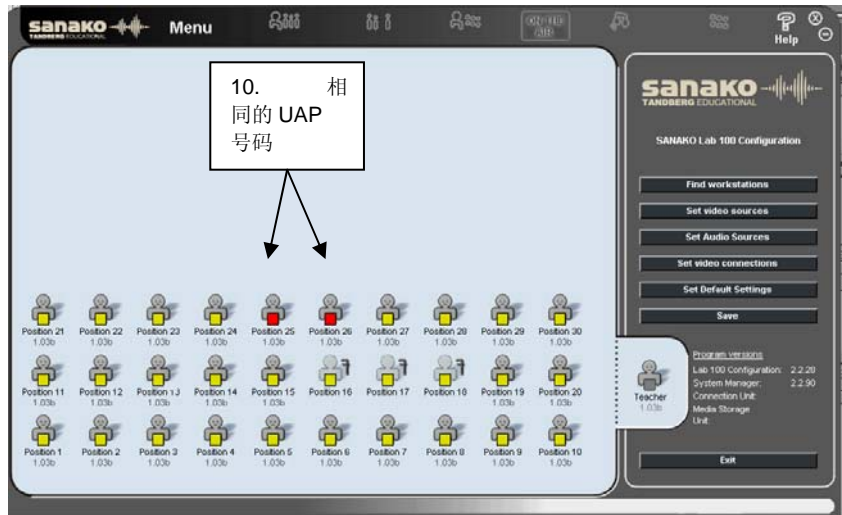 sanako
TANDBERG EDUCATIONAL
Menu
ON THE
AIR
Help
10. 相
同的 UAP
号码
sanako
TANDBERG EDUCATIONAL
SANAKO Lab 100 Configuration
Find workstations
Set video sources
Set Audio Sources
Set video connections
Set Default Settings
Save
Position 21 Position 22 Position 23 Position 24 Position 25 Position 26 Position 27 Position 28 Position 29 Position 30
1.03b 1.03b 1.03b 1.03b 1.03b 1.03b 1.03b 1.03b 1.03b 1.03b
Position 11 Position 12 Position 13 Position 14 Position 15 Position 16 Position 17 Position 18 Position 19 Position 20
1.03b 1.03b 1.03b 1.03b 1.03b 1.03b 1.03b
Position 1 Position 2 Position 3 Position 4 Position 5 Position 6 Position 7 Position 8 Position 9 Position 10
1.03b 1.03b 1.03b 1.03b 1.03b 1.03b 1.03b 1.03b 1.03b 1.03b
Teacher
1.03b
Program versions
Lab 100 Configuration: 2.2.20
System Manager: 2.2.90
Connection Unit:
Media Storage
Unit:
Exit